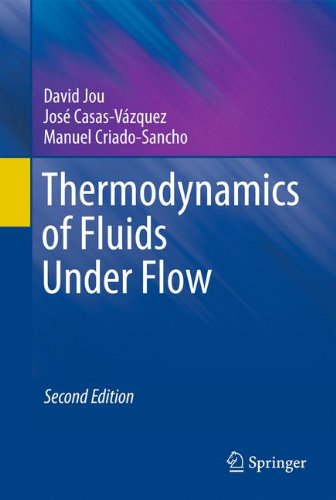 David Jou
José Casas-Vázquez
Manuel Criado-Sancho
Thermodynamics
of Fluids
Under Flow
Second Edition
Springer